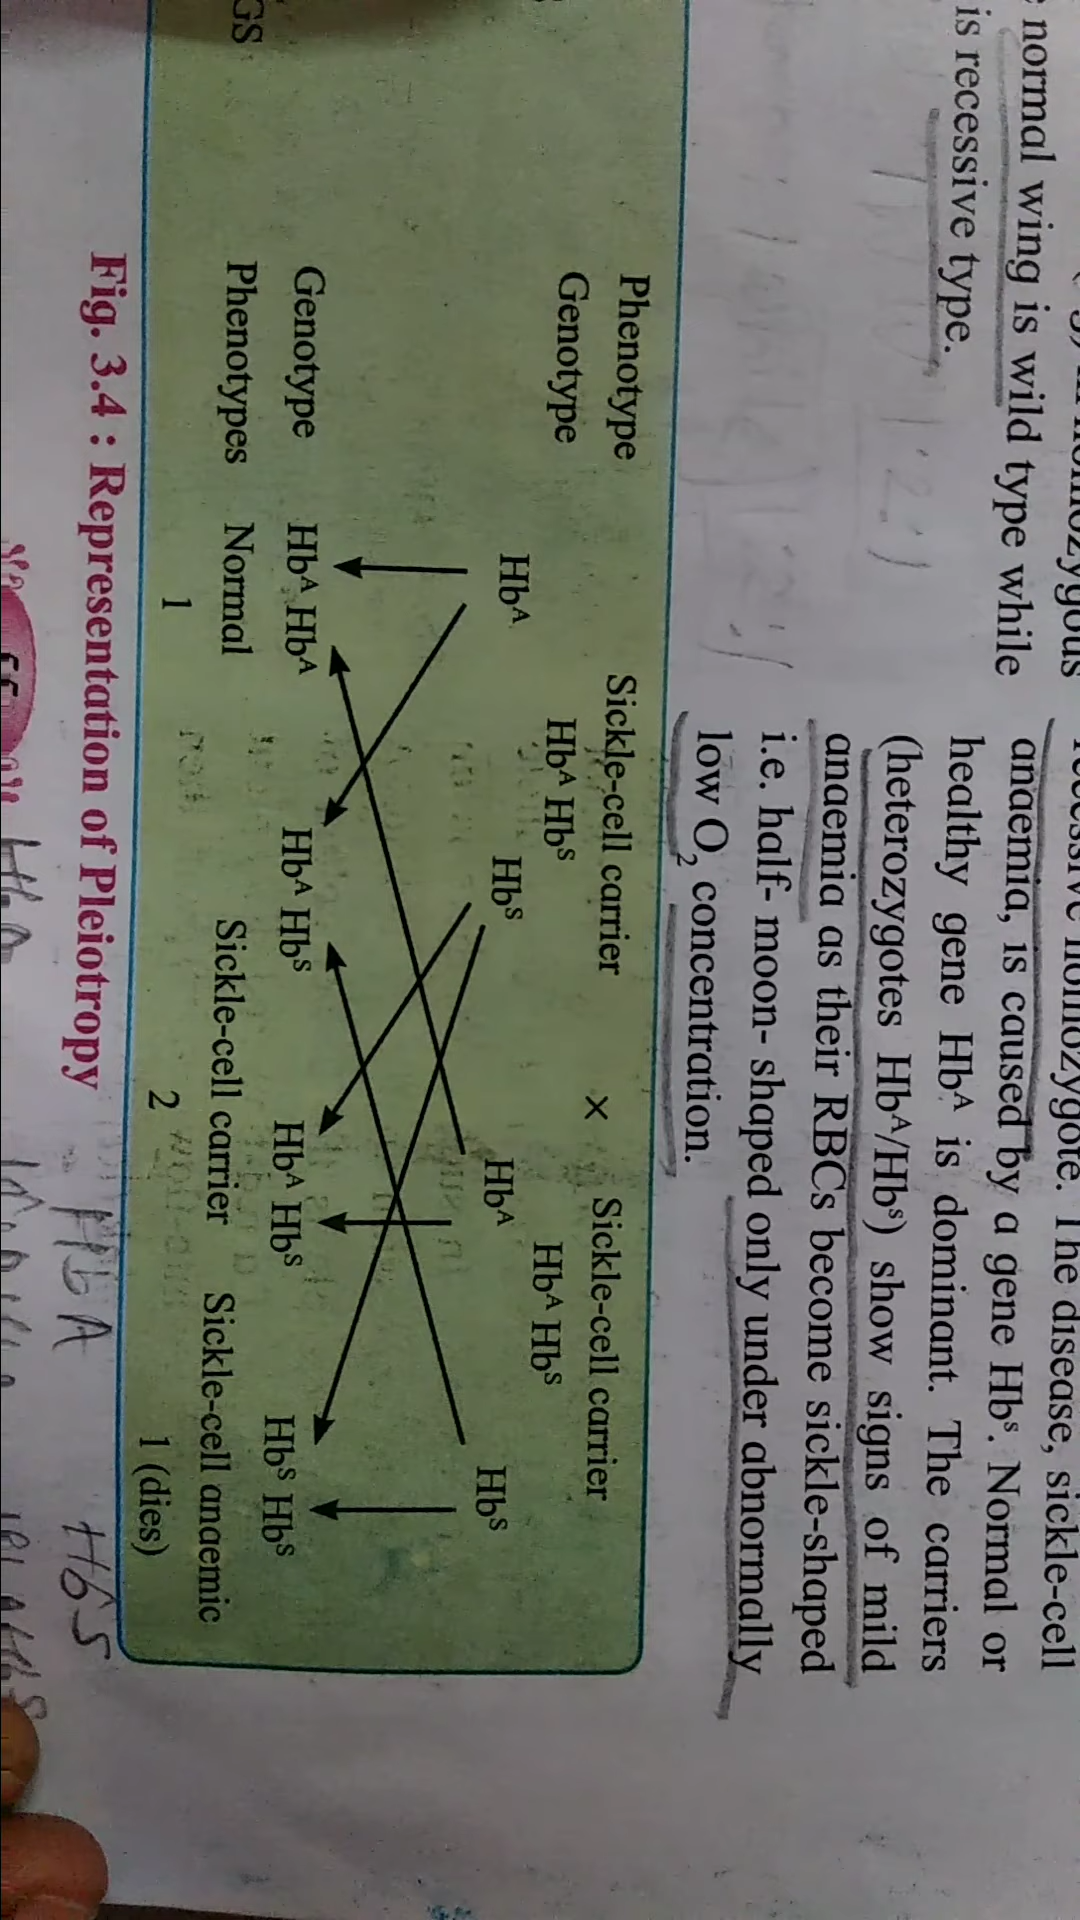 normal wing is wild type while
is recessive type.
recessive homozygote. The disease, sickle-cell
anaemia, is caused by a gene Hbˢ. Normal or
healthy gene Hbᴬ is dominant. The carriers
(heterozygotes Hbᴬ/Hbˢ) show signs of mild
anaemia as their RBCs become sickle-shaped
i.e. half- moon- shaped only under abnormally
low O₂ concentration.
Phenotype Sickle-cell carrier × Sickle-cell carrier
Genotype Hbᴬ Hbˢ Hbᴬ Hbˢ
Hbᴬ Hbˢ Hbᴬ Hbˢ
Genotype Hbᴬ Hbᴬ Hbᴬ Hbˢ Hbᴬ Hbˢ Hbˢ Hbˢ
Phenotypes Normal Sickle-cell carrier Sickle-cell anaemic
1 2 1 (dies)
Fig. 3.4 : Representation of Pleiotropy
GS
HbA HbS